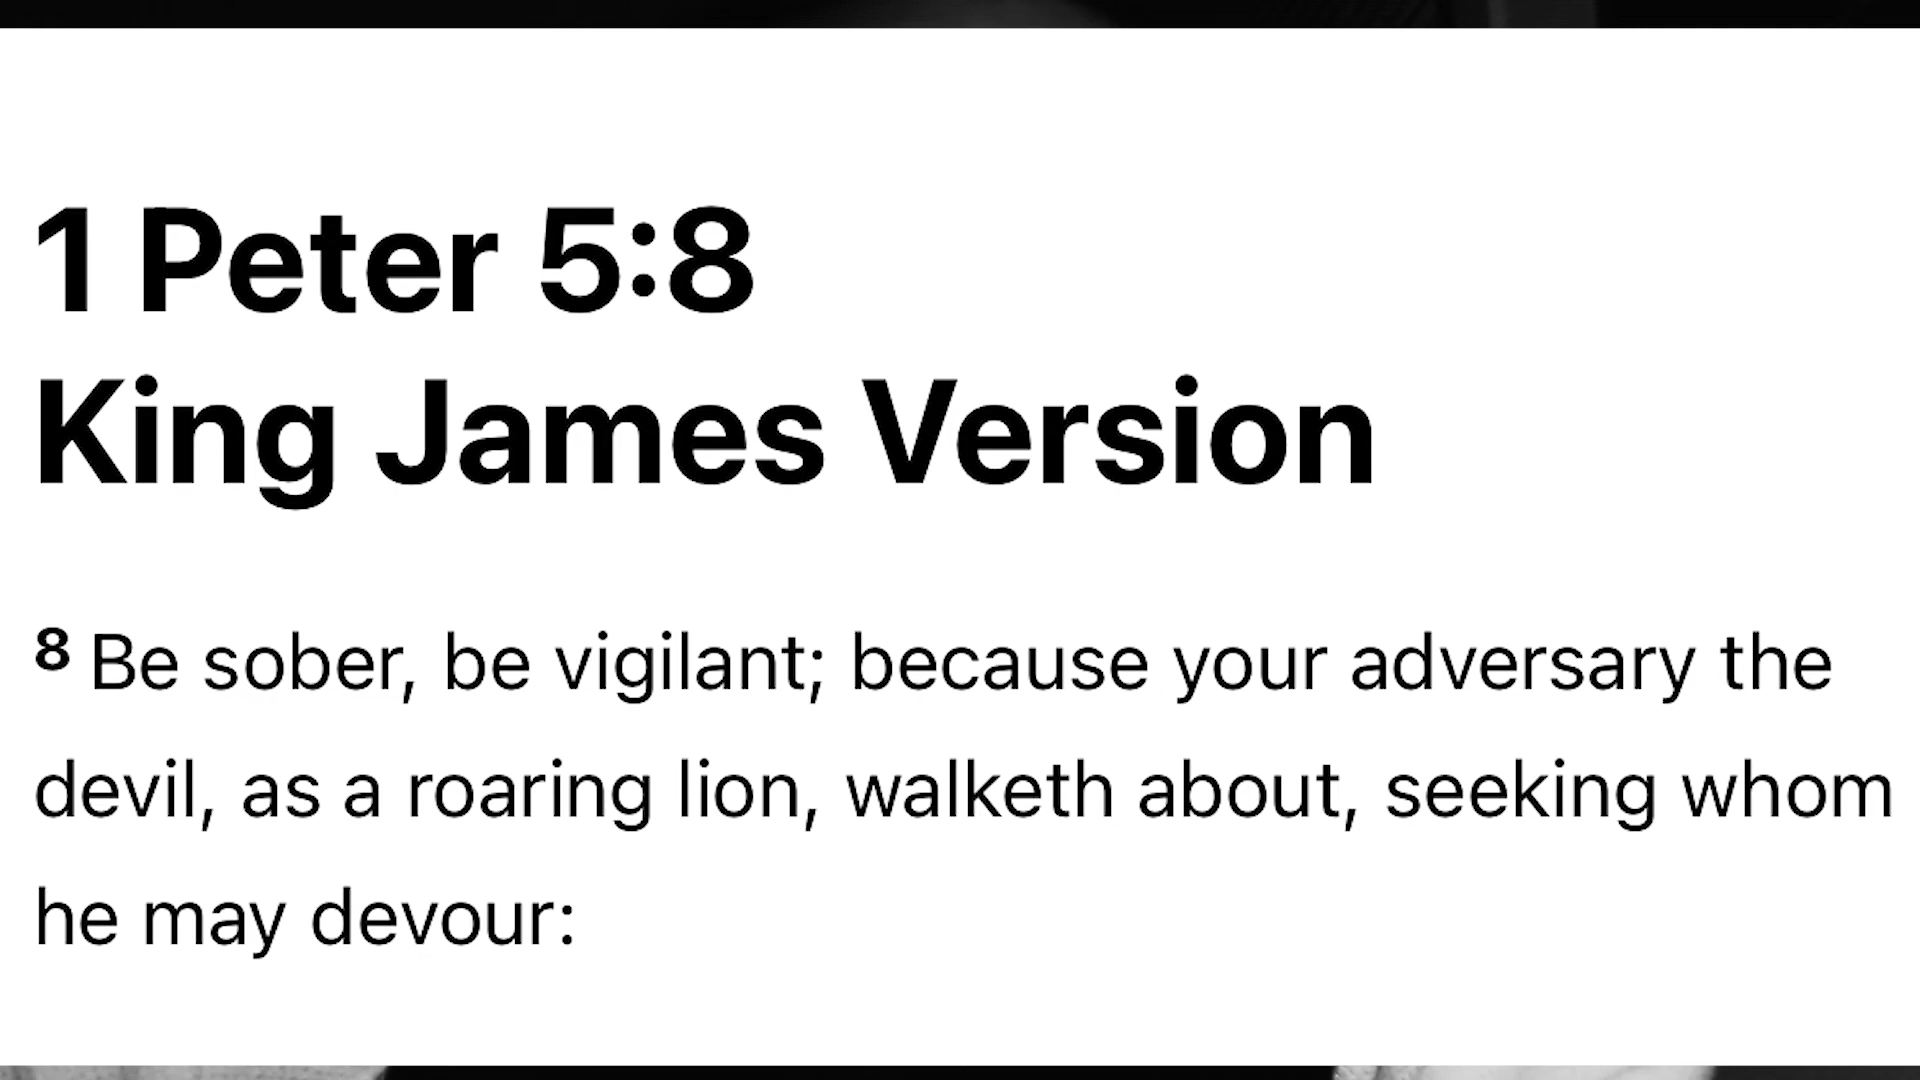 1 Peter 5:8
King James Version
8 Be sober, be vigilant; because your adversary the
devil, as a roaring lion, walketh about, seeking whom
he may devour: